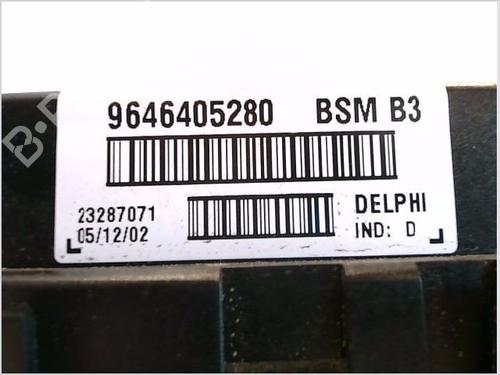 9646405280 BSM B3
23287071 DELPHI
05/12/02 IND: D